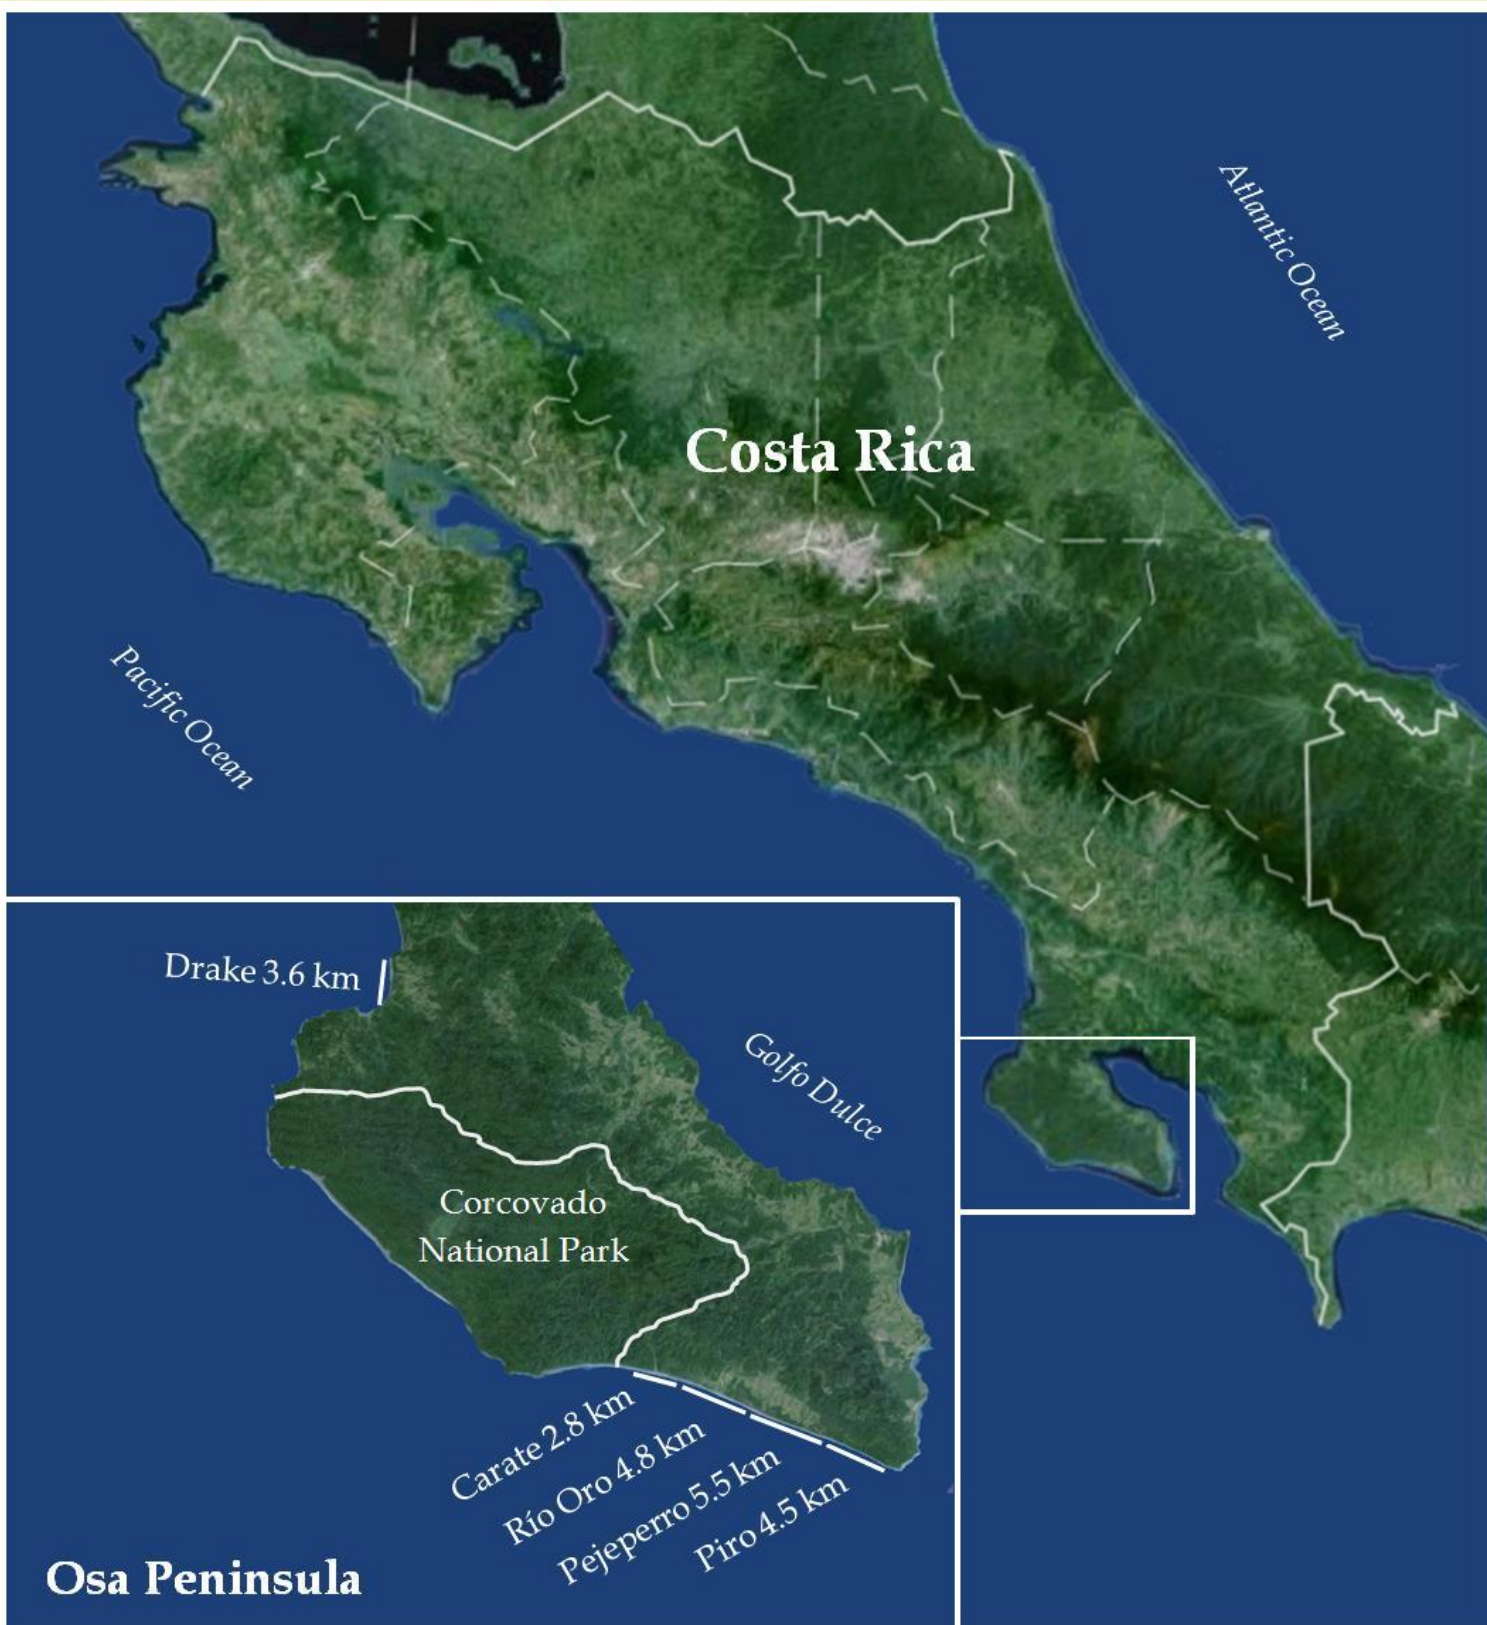 Atlantic Ocean
Costa Rica
Pacific Ocean
Drake 3.6 km
Golfo Dulce
Corcovado
National Park
Carate 2.8 km
Río Oro 4.8 km
Pejeperro 5.5 km
Piro 4.5 km
Osa Peninsula